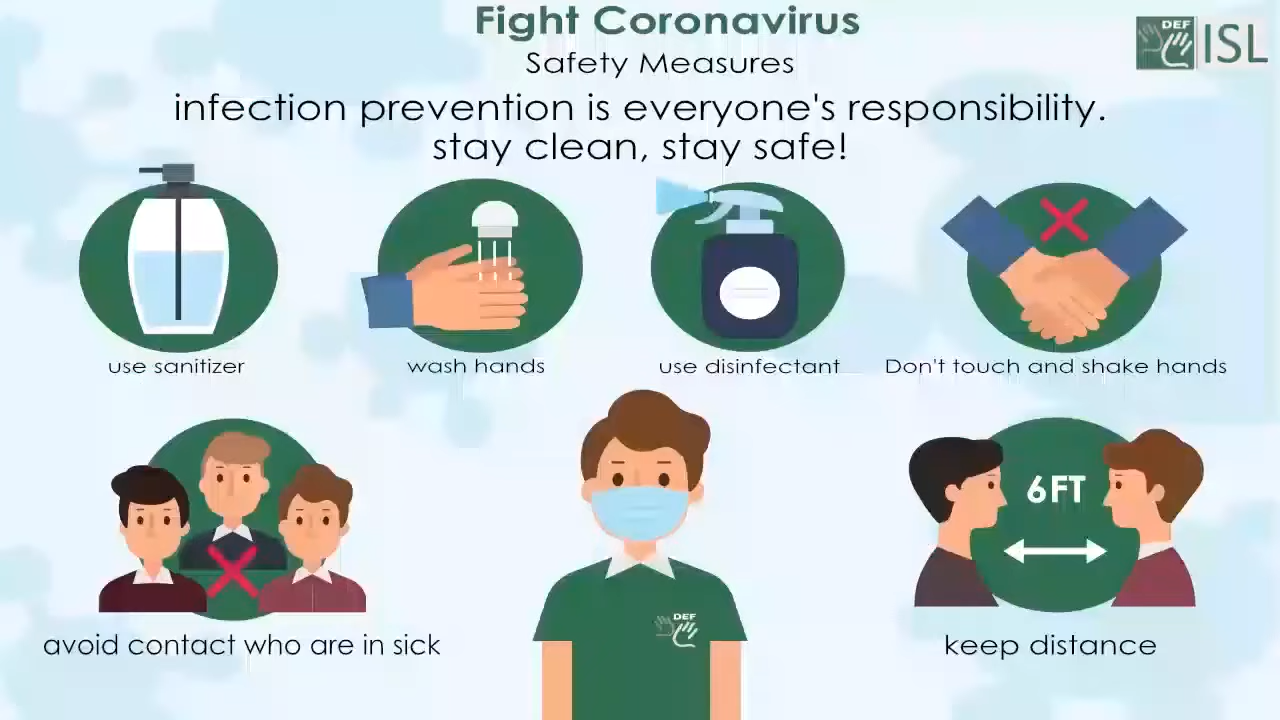 Fight Coronavirus
DEF
ISL
Safety Measures
infection prevention is everyone's responsibility.
stay clean, stay safe!
use sanitizer
wash hands
use disinfectant
Don't touch and shake hands
6FT
DEF
avoid contact who are in sick
keep distance